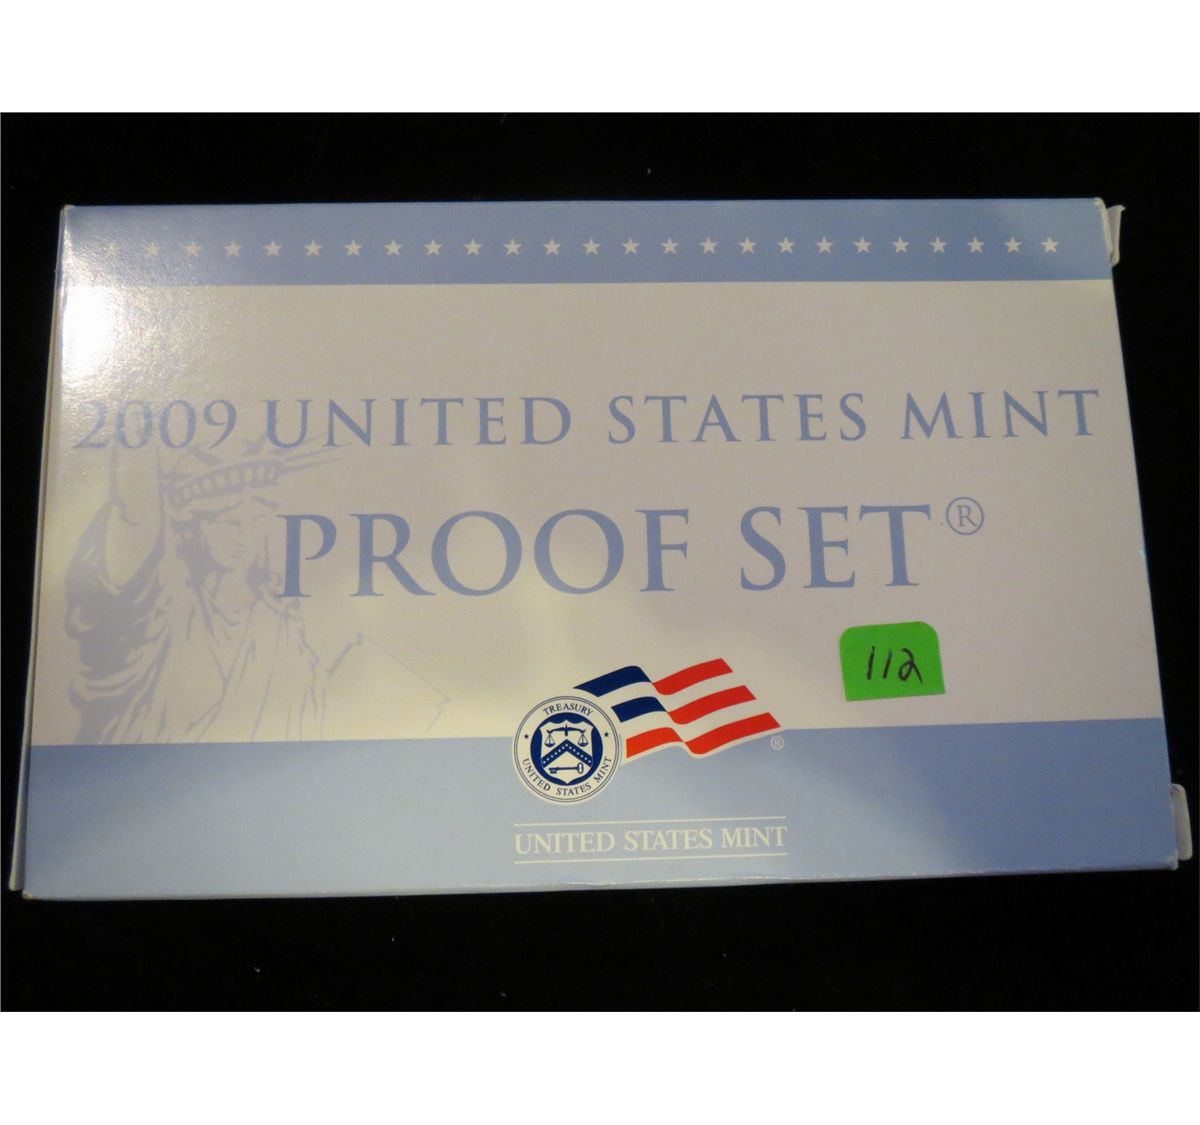 2009 UNITED STATES MINT
PROOF SET®
112
TREASURY
UNITED STATES MINT
®
UNITED STATES MINT